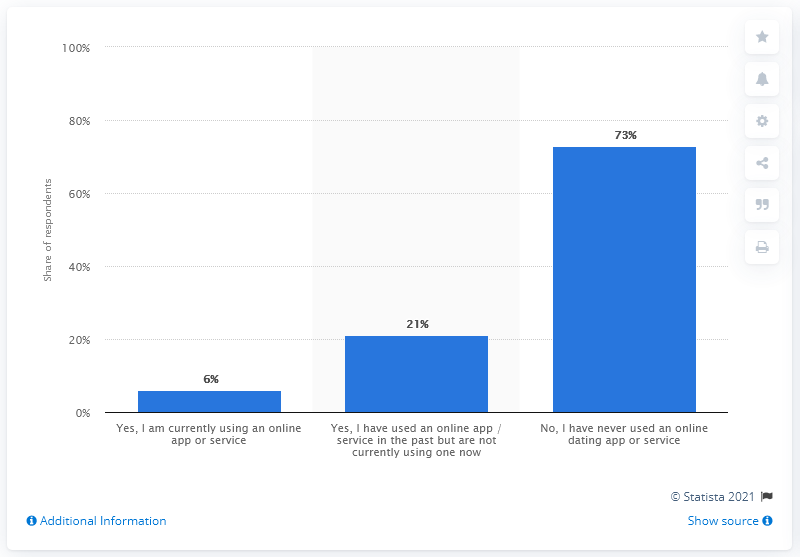 100%
80%
60%
40%
20%
0%
Share of respondents
6%
21%
73%
Yes, I am currently using an online
app or service
Yes, I have used an online app /
service in the past but are not
currently using one now
No, I have never used an online
dating app or service
© Statista 2021
Additional Information
Show source